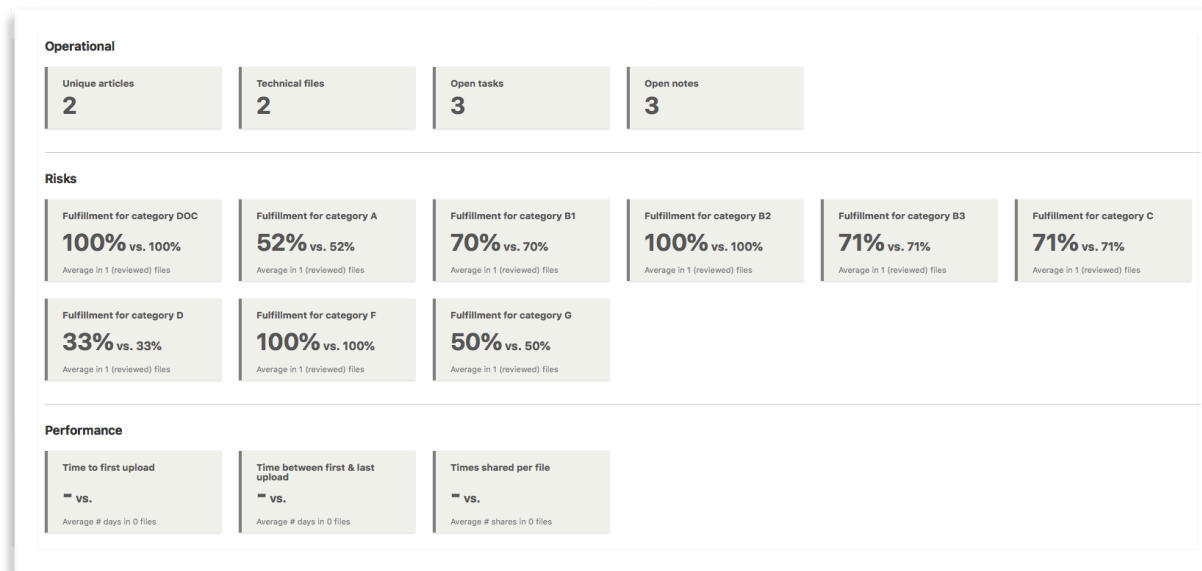 Operational
Unique articles
2
Technical files
2
Open tasks
3
Open notes
3
Risks
Fulfillment for category DOC
100% vs. 100%
Average in 1 (reviewed) files
Fulfillment for category A
52% vs. 52%
Average in 1 (reviewed) files
Fulfillment for category B1
70% vs. 70%
Average in 1 (reviewed) files
Fulfillment for category B2
100% vs. 100%
Average in 1 (reviewed) files
Fulfillment for category B3
71% vs. 71%
Average in 1 (reviewed) files
Fulfillment for category C
71% vs. 71%
Average in 1 (reviewed) files
Fulfillment for category D
33% vs. 33%
Average in 1 (reviewed) files
Fulfillment for category F
100% vs. 100%
Average in 1 (reviewed) files
Fulfillment for category G
50% vs. 50%
Average in 1 (reviewed) files
Performance
Time to first upload
- vs.
Average # days in 0 files
Time between first & last
upload
- vs.
Average # days in 0 files
Times shared per file
- vs.
Average # shares in 0 files